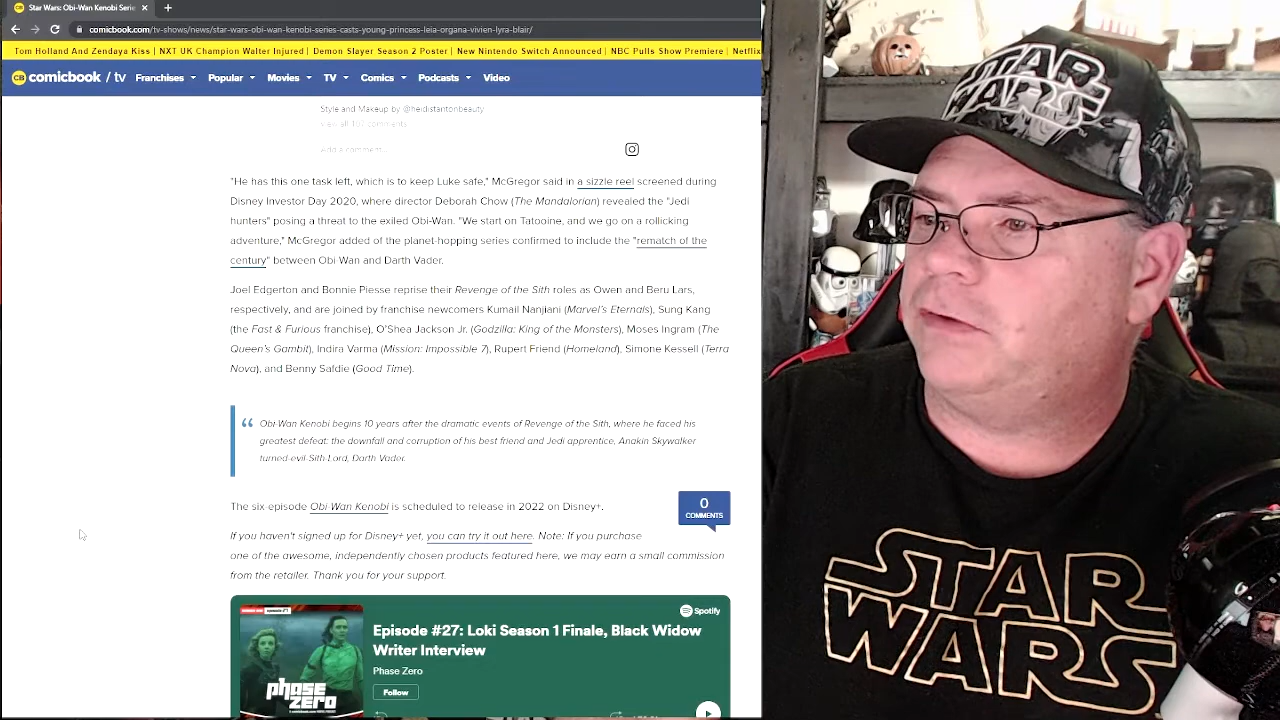 Star Wars: Obi-Wan Kenobi Serie
comicbook.com/tv-shows/news/star-wars-obi-wan-kenobi-series-casts-young-princess-leia-organa-vivien-lyra-blair/
Tom Holland And Zendaya Kiss | NXT UK Champion Walter Injured | Demon Slayer Season 2 Poster | New Nintendo Switch Announced | NBC Pulls Show Premiere | Netflix
CB comicbook / tv Franchises Popular Movies TV Comics Podcasts Video
Style and Makeup by @heidistantonbeauty
Add a comment...
"He has this one task left, which is to keep Luke safe," McGregor said in a sizzle reel screened during
Disney Investor Day 2020, where director Deborah Chow (The Mandalorian) revealed the "Jedi
hunters" posing a threat to the exiled Obi-Wan. "We start on Tatooine, and we go on a rollicking
adventure," McGregor added of the planet-hopping series confirmed to include the "rematch of the
century" between Obi Wan and Darth Vader.
Joel Edgerton and Bonnie Piesse reprise their Revenge of the Sith roles as Owen and Beru Lars,
respectively, and are joined by franchise newcomers Kumail Nanjiani (Marvel's Eternals), Sung Kang
(the Fast & Furious franchise), O'Shea Jackson Jr. (Godzilla: King of the Monsters), Moses Ingram (The
Queen's Gambit), Indira Varma (Mission: Impossible 7), Rupert Friend (Homeland), Simone Kessell (Terra
Nova), and Benny Safdie (Good Time).
“ Obi-Wan Kenobi begins 10 years after the dramatic events of Revenge of the Sith, where he faced his
greatest defeat: the downfall and corruption of his best friend and Jedi apprentice, Anakin Skywalker
turned evil Sith Lord, Darth Vader.
The six-episode Obi Wan Kenobi is scheduled to release in 2022 on Disney+.
0
COMMENTS
If you haven't signed up for Disney+ yet, you can try it out here. Note: If you purchase
one of the awesome, independently chosen products featured here, we may earn a small commission
from the retailer. Thank you for your support.
Spotify
Episode #27: Loki Season 1 Finale, Black Widow
Writer Interview
Phase Zero
Follow
phase
zero
STAR
WARS
STAR
WARS